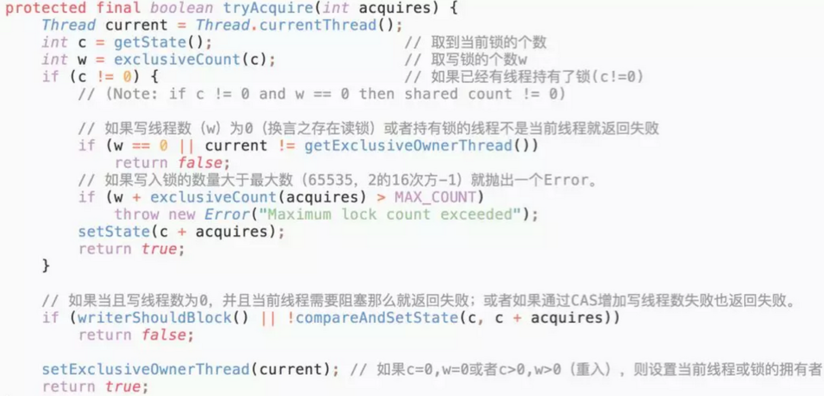 protected final boolean tryAcquire(int acquires) {
    Thread current = Thread.currentThread();
    int c = getState();                    // 取到当前锁的个数
    int w = exclusiveCount(c);             // 取写锁的个数w
    if (c != 0) {                          // 如果已经有线程持有了锁(c!=0)
        // (Note: if c != 0 and w == 0 then shared count != 0)
        // 如果写线程数（w）为0（换言之存在读锁）或者持有锁的线程不是当前线程就返回失败
        if (w == 0 || current != getExclusiveOwnerThread())
            return false;
        // 如果写入锁的数量大于最大数（65535，2的16次方-1）就抛出一个Error。
        if (w + exclusiveCount(acquires) > MAX_COUNT)
            throw new Error("Maximum lock count exceeded");
        setState(c + acquires);
        return true;
    }
    // 如果当且写线程数为0，并且当前线程需要阻塞那么就返回失败；或者如果通过CAS增加写线程数失败也返回失败。
    if (writerShouldBlock() || !compareAndSetState(c, c + acquires))
        return false;
    setExclusiveOwnerThread(current); // 如果c=0,w=0或者c>0,w>0（重入），则设置当前线程或锁的拥有者
    return true;